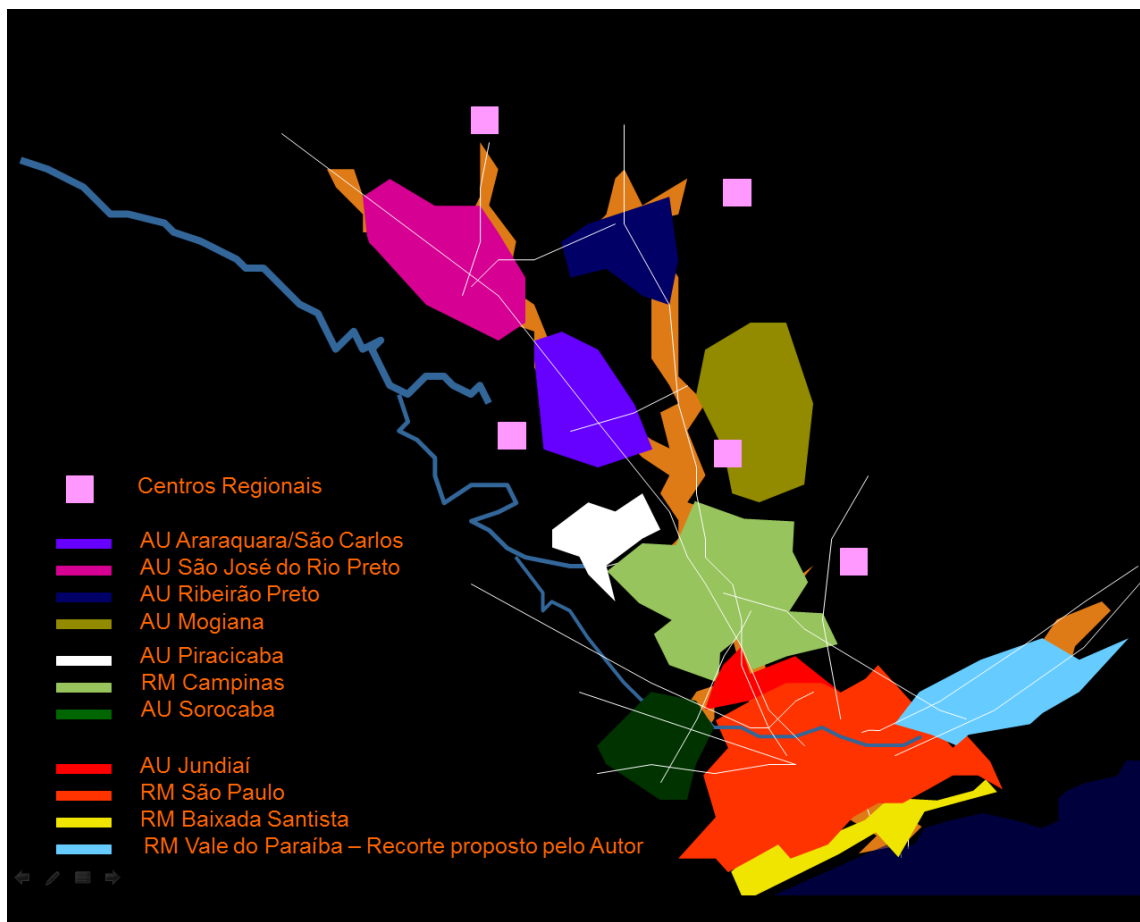 Centros Regionais
AU Araraquara/São Carlos
AU São José do Rio Preto
AU Ribeirão Preto
AU Mogiana
AU Piracicaba
RM Campinas
AU Sorocaba
AU Jundiaí
RM São Paulo
RM Baixada Santista
RM Vale do Paraíba – Recorte proposto pelo Autor